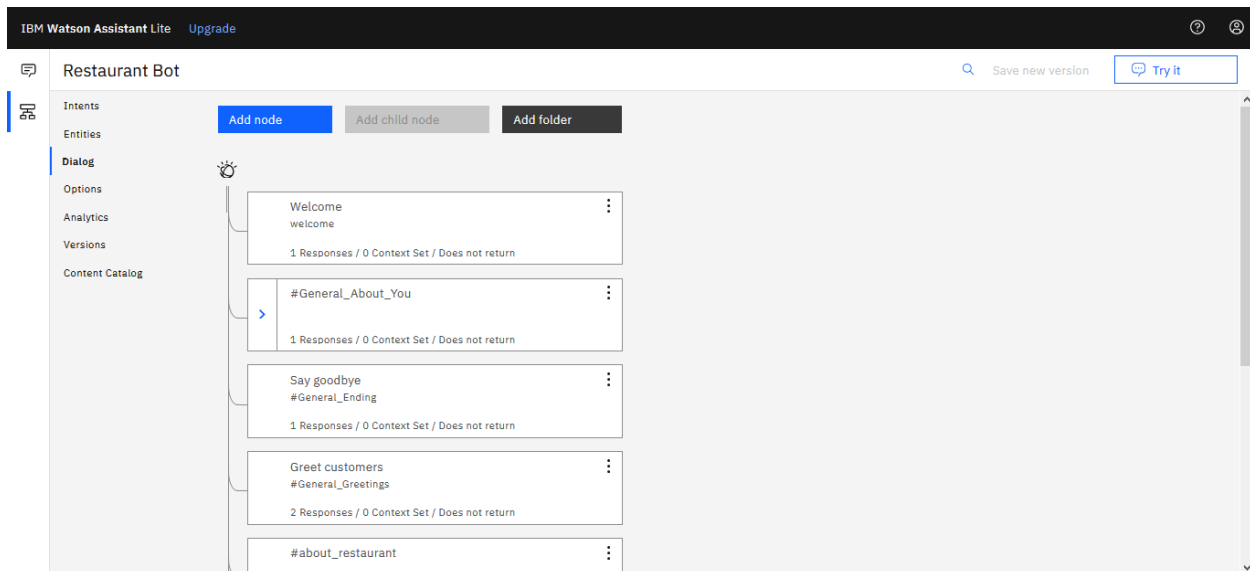 IBM Watson Assistant Lite Upgrade
Restaurant Bot
Save new version
Try it
Intents
Entities
Dialog
Options
Analytics
Versions
Content Catalog
Add node
Add child node
Add folder
Welcome
welcome
1 Responses / 0 Context Set / Does not return
#General_About_You
1 Responses / 0 Context Set / Does not return
Say goodbye
#General_Ending
1 Responses / 0 Context Set / Does not return
Greet customers
#General_Greetings
2 Responses / 0 Context Set / Does not return
#about_restaurant